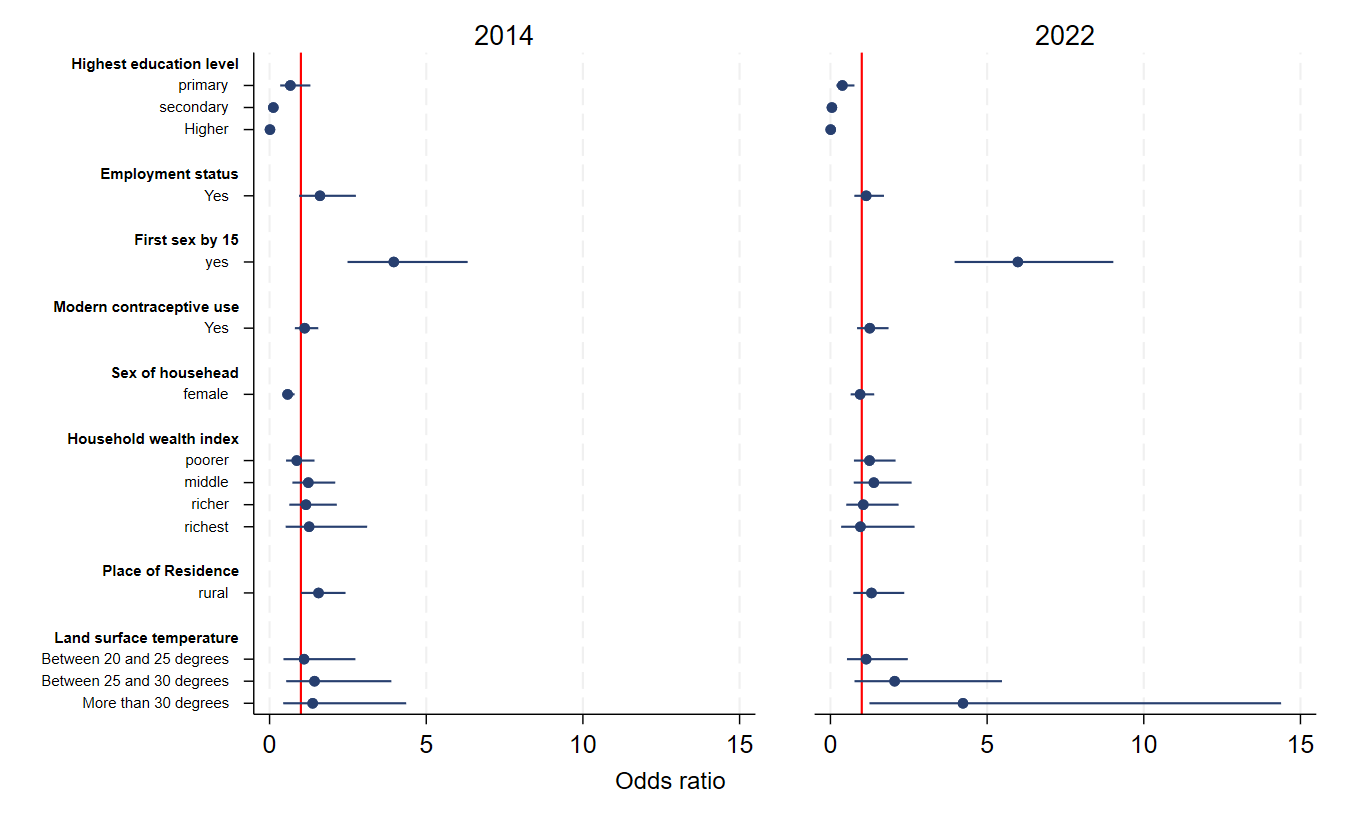 2014
2022
Highest education level
primary
secondary
Higher
Employment status
Yes
First sex by 15
yes
Modern contraceptive use
Yes
Sex of househead
female
Household wealth index
poorer
middle
richer
richest
Place of Residence
rural
Land surface temperature
Between 20 and 25 degrees
Between 25 and 30 degrees
More than 30 degrees
0 5 10 15
0 5 10 15
Odds ratio